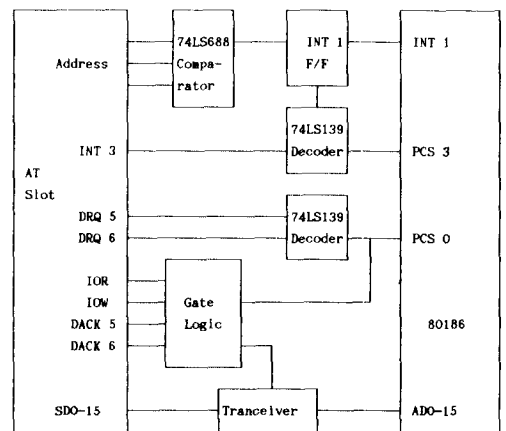 74LS688
Compa-
rator
INT 1
F/F
INT 1
Address
74LS139
Decoder
INT 3
PCS 3
AT
Slot
74LS139
Decoder
DRQ 5
DRQ 6
PCS 0
IOR
IOW
DACK 5
DACK 6
Gate
Logic
80186
SD0-15
Tranceiver
AD0-15